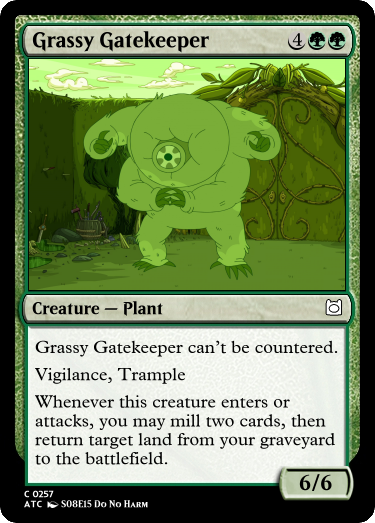 Grassy Gatekeeper 4
Creature — Plant
Grassy Gatekeeper can't be countered.
Vigilance, Trample
Whenever this creature enters or
attacks, you may mill two cards, then
return target land from your graveyard
to the battlefield.
6/6
C 0257
ATC S08E15 Do No Harm